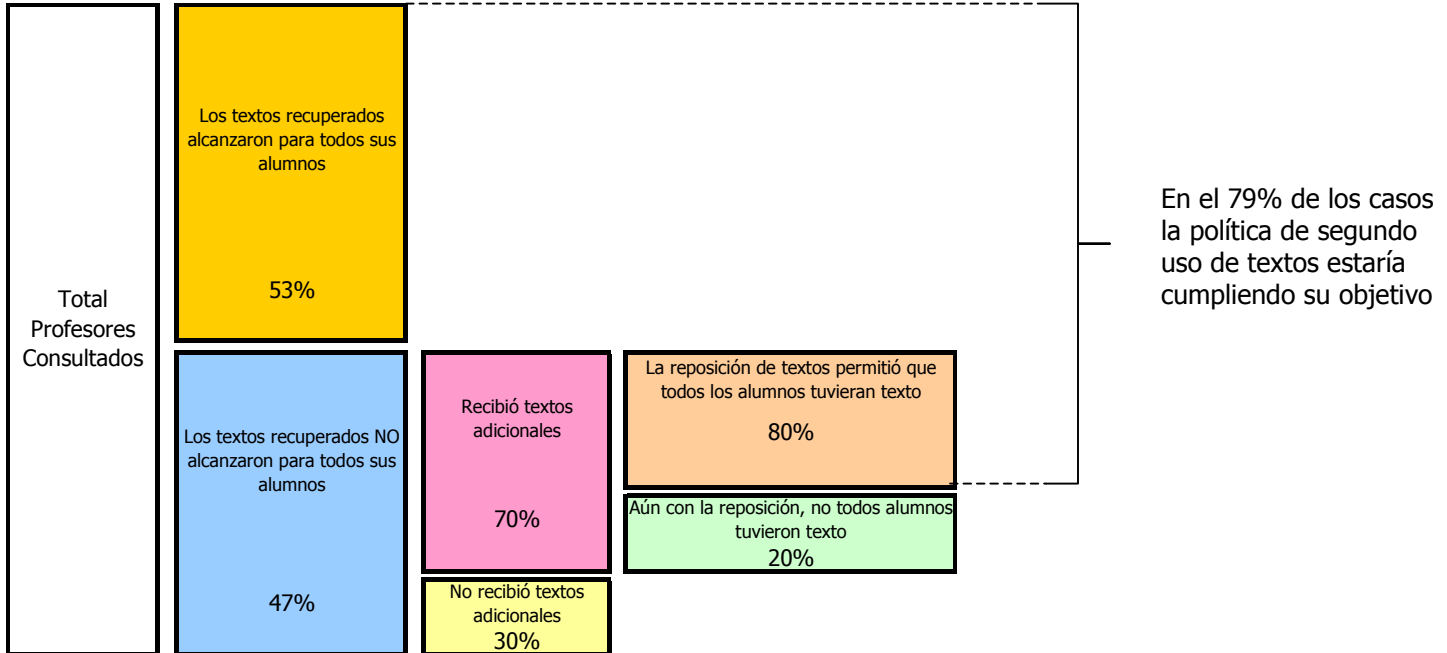 Total
Profesores
Consultados
Los textos recuperados
alcanzaron para todos sus
alumnos
53%
Los textos recuperados NO
alcanzaron para todos sus
alumnos
47%
Recibió textos
adicionales
70%
No recibió textos
adicionales
30%
La reposición de textos permitió que
todos los alumnos tuvieran texto
80%
Aún con la reposición, no todos alumnos
tuvieron texto
20%
En el 79% de los casos
la política de segundo
uso de textos estaría
cumpliendo su objetivo